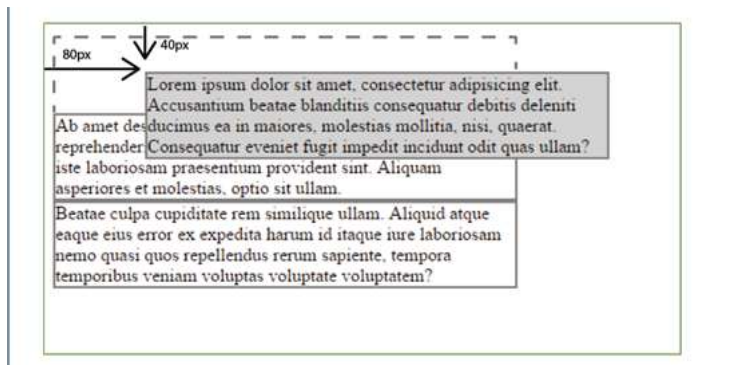 40px
80px
Lorem ipsum dolor sit amet, consectetur adipisicing elit.
Accusantium beatae blanditiis consequatur debitis deleniti
ducimus ea in maiores, molestias mollitia, nisi, quaerat.
Consequatur eveniet fugit impedit incidunt odit quas ullam?
Ab amet des
reprehender
iste laboriosam praesentium provident sint. Aliquam
asperiores et molestias, optio sit ullam.
Beatae culpa cupiditate rem similique ullam. Aliquid atque
eaque eius error ex expedita harum id itaque iure laboriosam
nemo quasi quos repellendus rerum sapiente, tempora
temporibus veniam voluptas voluptate voluptatem?